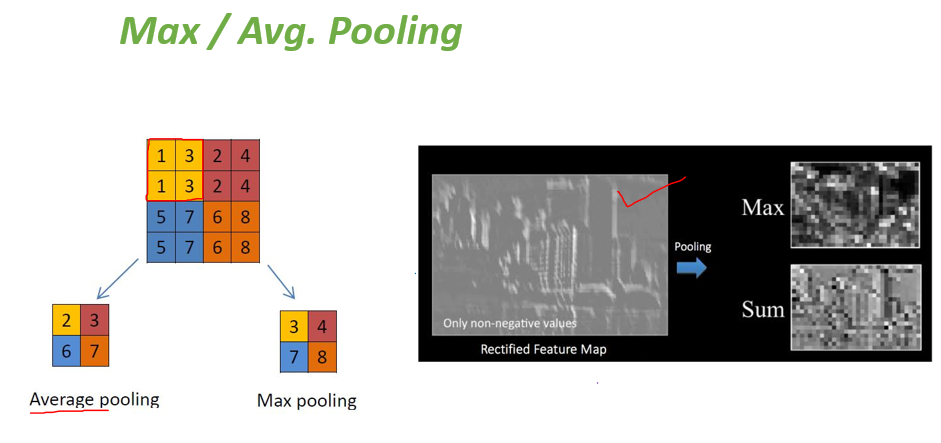 Max / Avg. Pooling
1 3 2 4
1 3 2 4
5 7 6 8
5 7 6 8
2 3
6 7
Average pooling
3 4
7 8
Max pooling
Only non-negative values
Rectified Feature Map
Pooling
Max
Sum